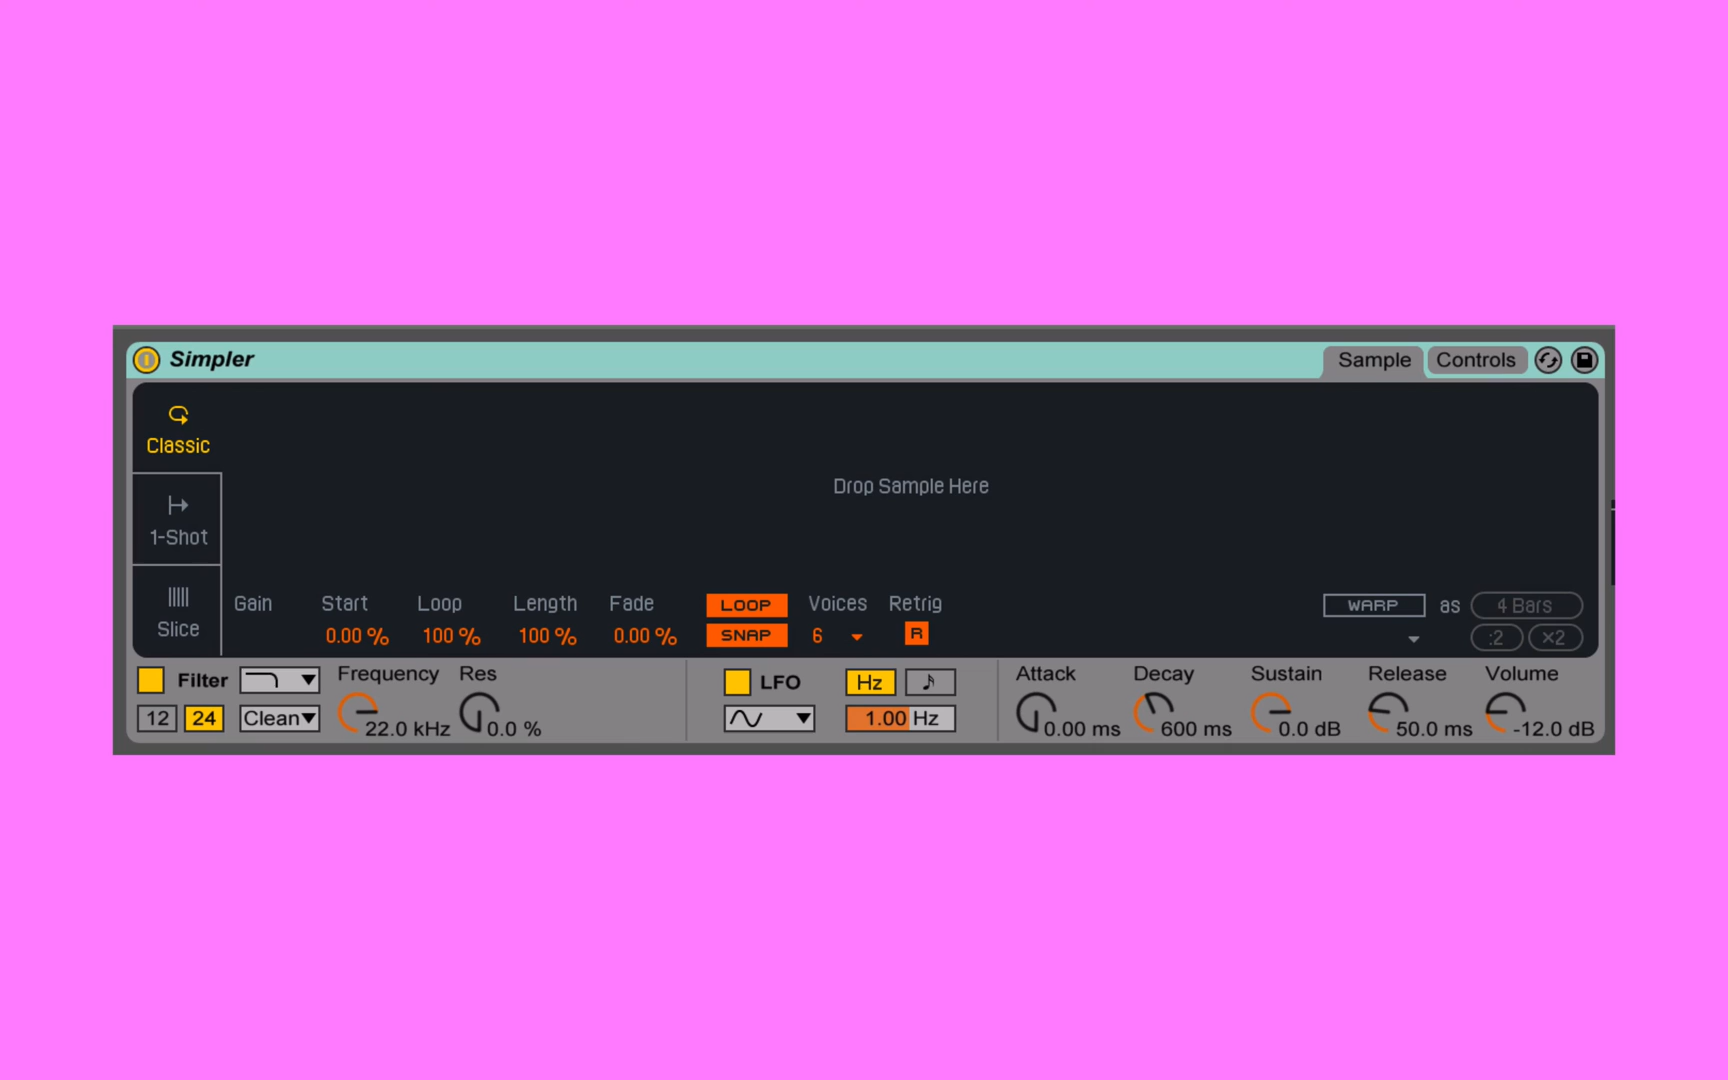 Simpler
Sample Controls
Classic
Drop Sample Here
1-Shot
Slice
Gain Start Loop Length Fade LOOP Voices Retrig WARP as 4 Bars
0.00 % 100 % 100 % 0.00 % SNAP 6 R :2 ×2
Filter Frequency Res LFO Hz Attack Decay Sustain Release Volume
12 24 Clean 22.0 kHz 0.0 % 1.00 Hz 0.00 ms 600 ms 0.0 dB 50.0 ms -12.0 dB